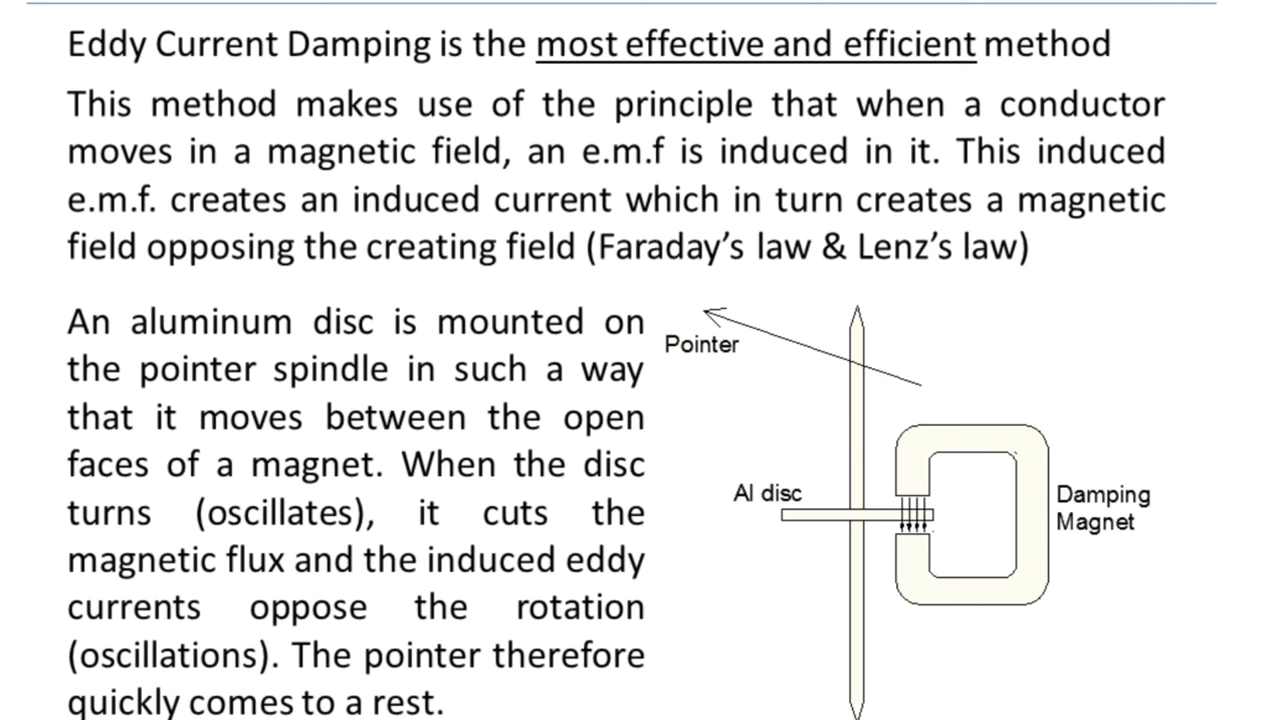 Eddy Current Damping is the most effective and efficient method
This method makes use of the principle that when a conductor
moves in a magnetic field, an e.m.f is induced in it. This induced
e.m.f. creates an induced current which in turn creates a magnetic
field opposing the creating field (Faraday’s law & Lenz’s law)
An aluminum disc is mounted on
the pointer spindle in such a way
that it moves between the open
faces of a magnet. When the disc
turns (oscillates), it cuts the
magnetic flux and the induced eddy
currents oppose the rotation
(oscillations). The pointer therefore
quickly comes to a rest.
Pointer
Al disc
Damping
Magnet